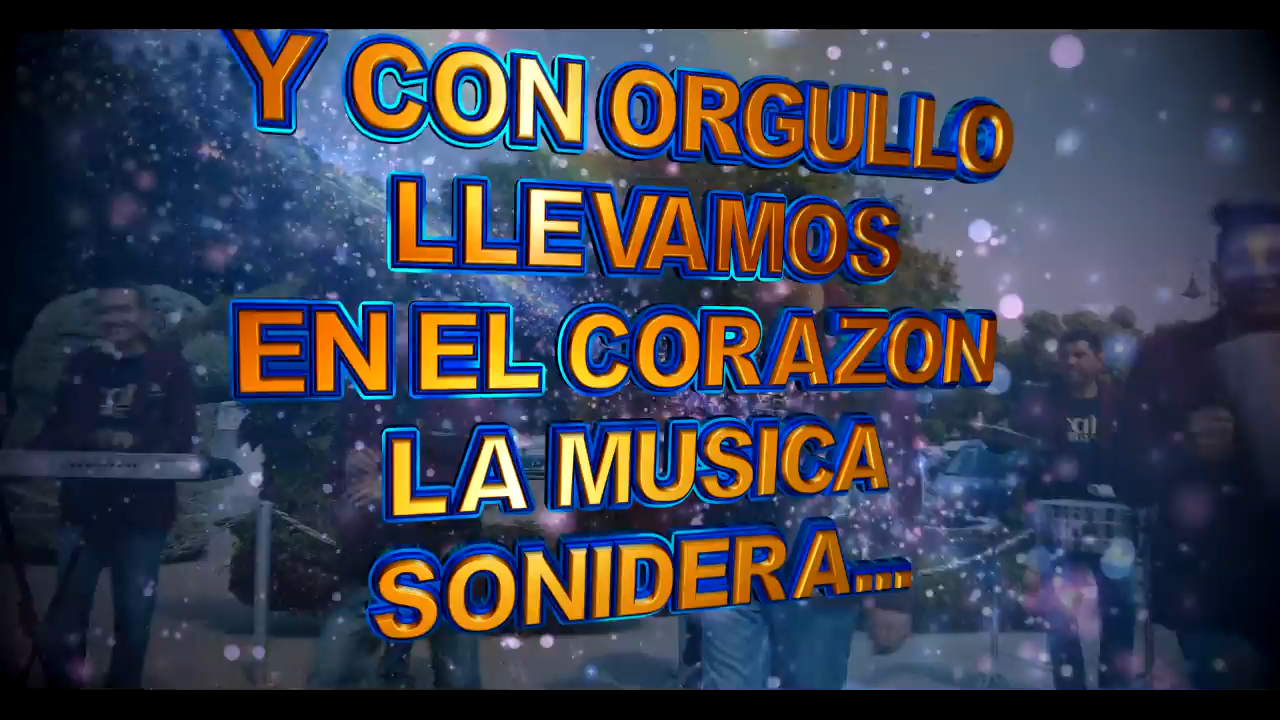 Y CON ORGULLO
LLEVAMOS
EN EL CORAZON
LA MUSICA
SONIDERA...